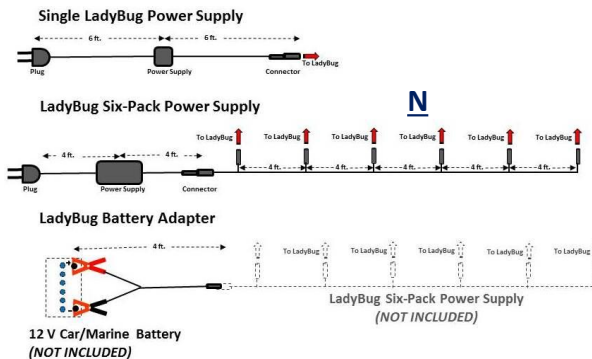 Single LadyBug Power Supply
6 ft. 6 ft.
To LadyBug
Plug Power Supply Connector
LadyBug Six-Pack Power Supply N
To LadyBug To LadyBug To LadyBug To LadyBug To LadyBug To LadyBug
4 ft. 4 ft. 4 ft. 4 ft. 4 ft. 4 ft. 4 ft.
Plug Power Supply Connector
LadyBug Battery Adapter
4 ft.
To LadyBug To LadyBug To LadyBug To LadyBug To LadyBug To LadyBug
+
-
LadyBug Six-Pack Power Supply
(NOT INCLUDED)
12 V Car/Marine Battery
(NOT INCLUDED)